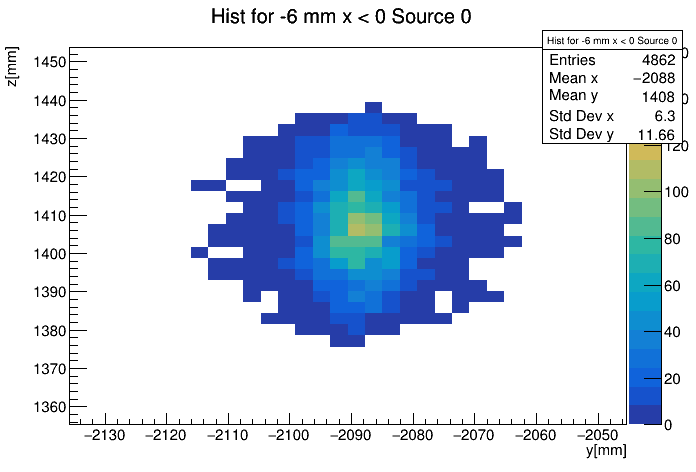 Hist for -6 mm x < 0 Source 0
Hist for -6 mm x < 0 Source 0
Entries 4862
Mean x −2088
Mean y 1408
Std Dev x 6.3
Std Dev y 11.66
z[mm]
1450
1440
1430
1420
1410
1400
1390
1380
1370
1360
120
100
80
60
40
20
0
−2130 −2120 −2110 −2100 −2090 −2080 −2070 −2060 −2050
y[mm]